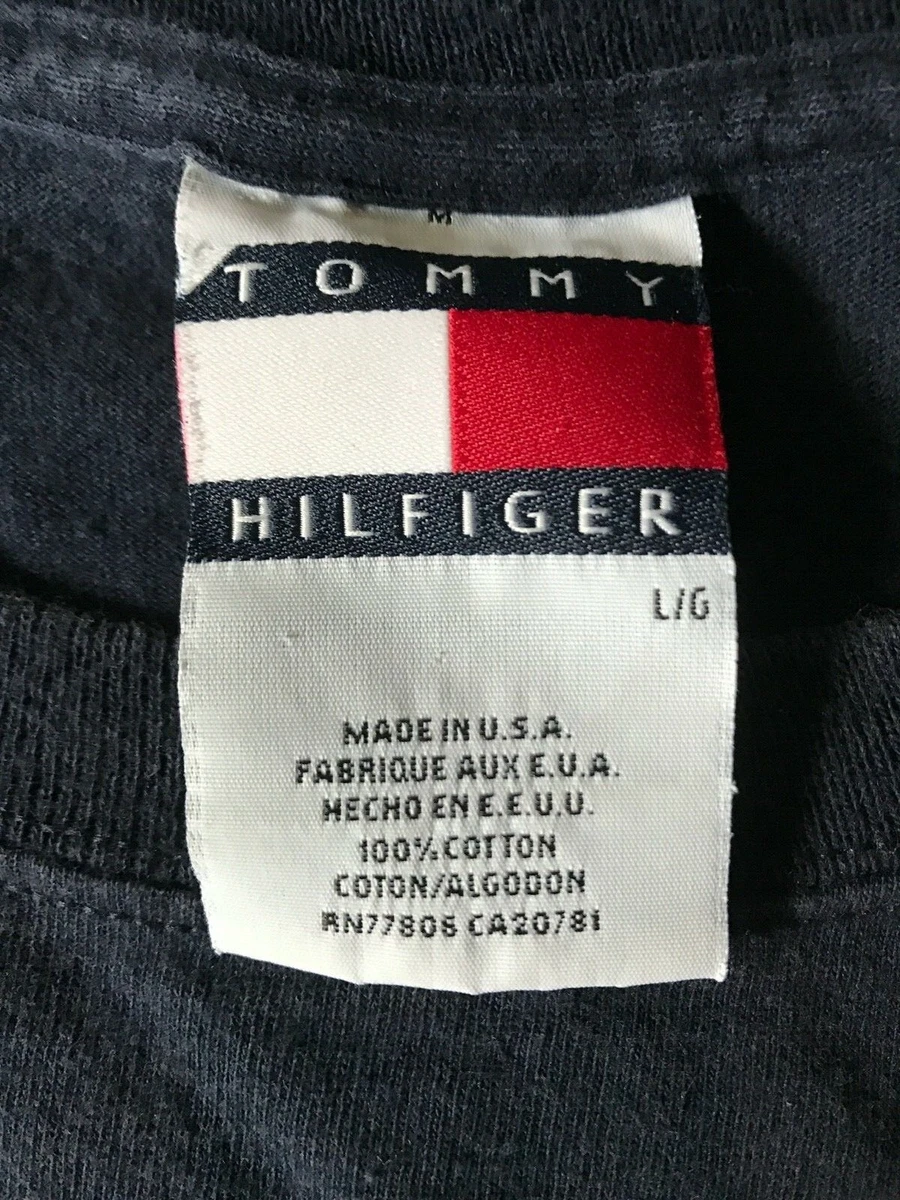 M
TOMMY
HILFIGER
L/G
MADE IN U.S.A.
FABRIQUE AUX E.U.A.
HECHO EN E.E.U.U.
100% COTTON
COTON/ALGODON
RN77806 CA20781